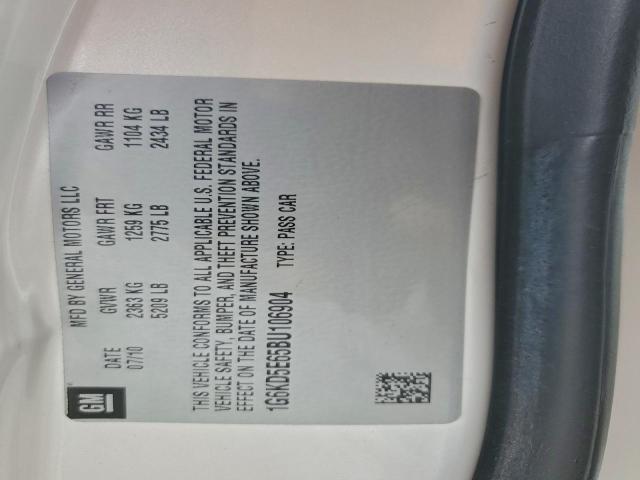 MFD BY GENERAL MOTORS LLC
DATE GVWR GAWR FRT GAWR RR
07/10 2363 KG 1259 KG 1104 KG
5209 LB 2775 LB 2434 LB
GM
THIS VEHICLE CONFORMS TO ALL APPLICABLE U.S. FEDERAL MOTOR
VEHICLE SAFETY, BUMPER, AND THEFT PREVENTION STANDARDS IN
EFFECT ON THE DATE OF MANUFACTURE SHOWN ABOVE.
1G6KD5E65BU106904 TYPE: PASS CAR